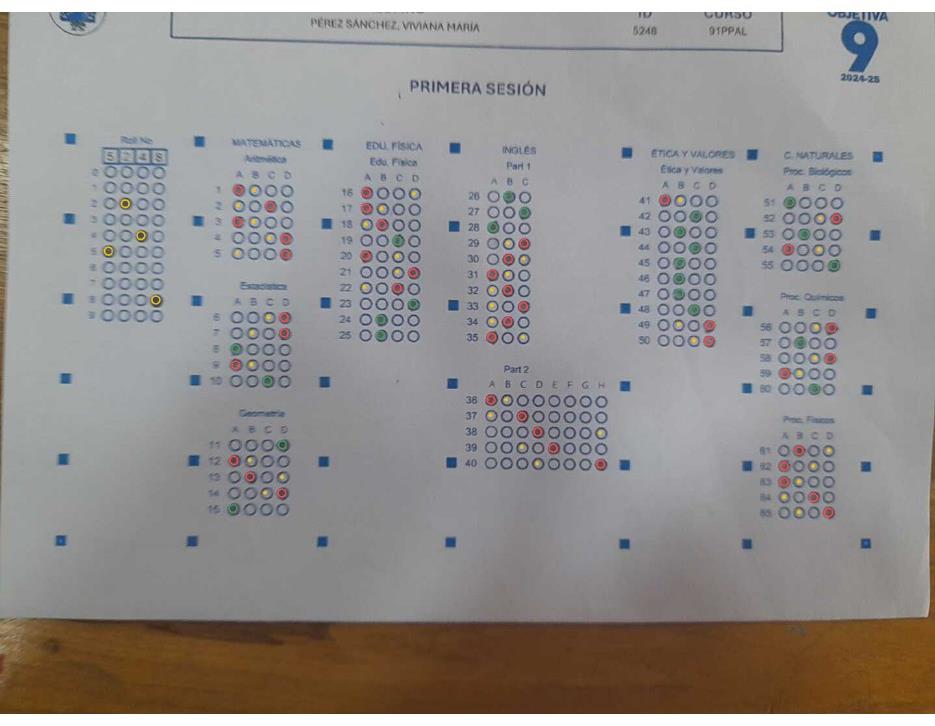 PÉREZ SÁNCHEZ, VIVIANA MARÍA
ID
5248
CURSO
91PPAL
OBJETIVA
9
2024-25
PRIMERA SESIÓN
Roll No
5 2 4 8
0
1
2
3
4
5
6
7
8
9
MATEMÁTICAS
Aritmética
A B C D
1
2
3
4
5
Estadística
A B C D
6
7
8
9
10
Geometría
A B C D
11
12
13
14
15
EDU. FÍSICA
Edu. Física
A B C D
16
17
18
19
20
21
22
23
24
25
INGLÉS
Part 1
A B C
26
27
28
29
30
31
32
33
34
35
Part 2
A B C D E F G H
36
37
38
39
40
ÉTICA Y VALORES
Ética y Valores
A B C D
41
42
43
44
45
46
47
48
49
50
C. NATURALES
Proc. Biológicos
A B C D
51
52
53
54
55
Proc. Químicos
A B C D
56
57
58
59
60
Proc. Físicos
A B C D
61
62
63
64
65